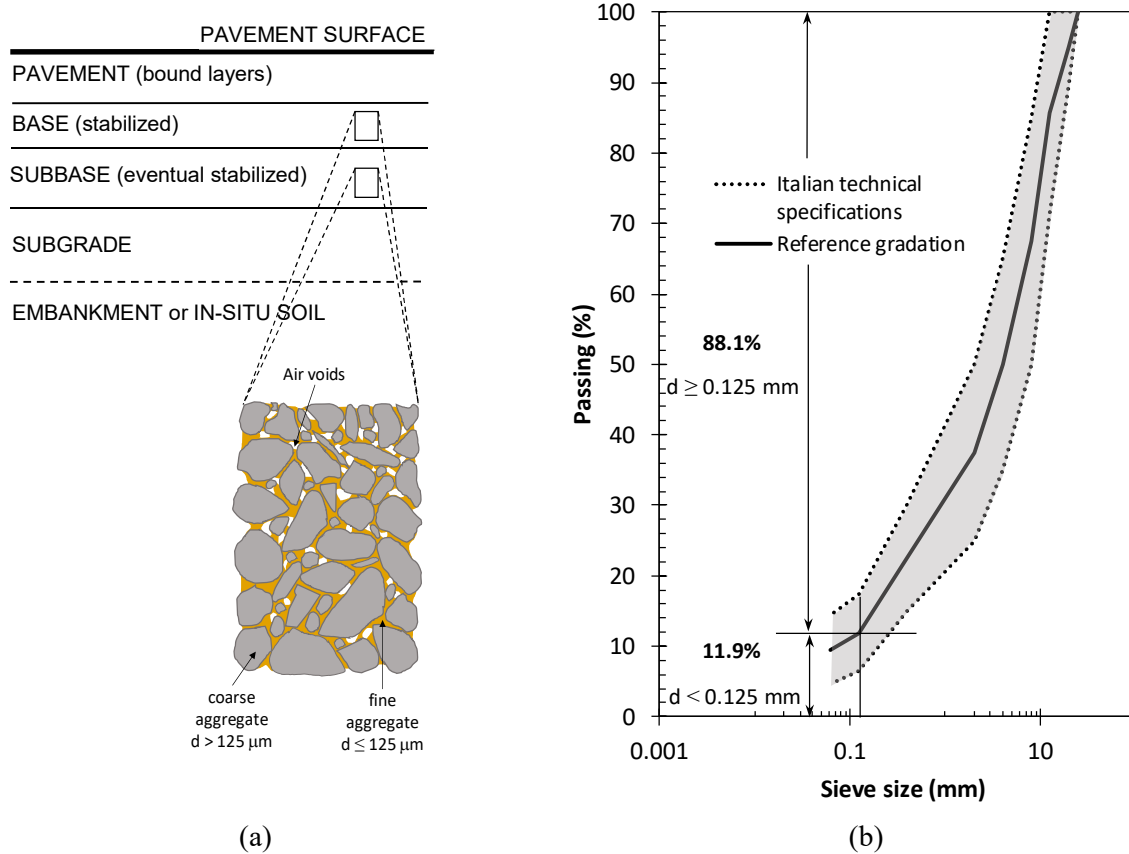 PAVEMENT SURFACE
PAVEMENT (bound layers)
BASE (stabilized)
SUBBASE (eventual stabilized)
SUBGRADE
EMBANKMENT or IN-SITU SOIL
Air voids
coarse
aggregate
d > 125 µm
fine
aggregate
d ≤ 125 µm
(a)
100
90
80
70
60
50
40
30
20
10
0
Passing (%)
Italian technical
specifications
Reference gradation
88.1%
d ≥ 0.125 mm
11.9%
d < 0.125 mm
0.001
0.1
10
Sieve size (mm)
(b)